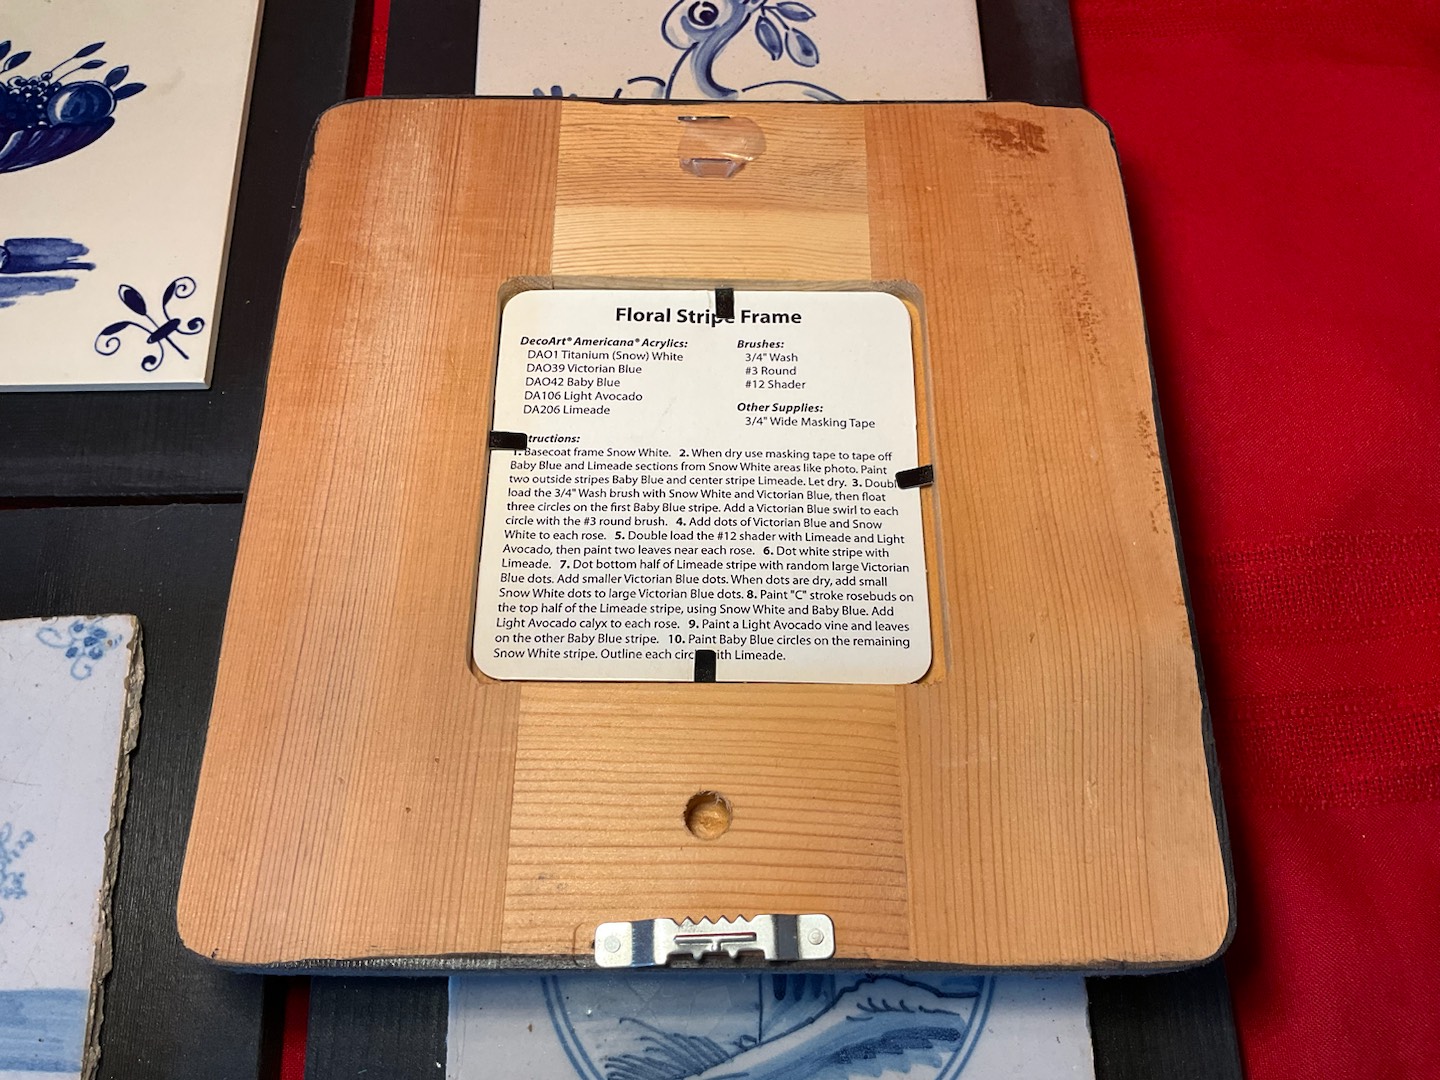 Floral Stripe Frame
DecoArt® Americana® Acrylics:
DAO1 Titanium (Snow) White
DAO39 Victorian Blue
DAO42 Baby Blue
DA106 Light Avocado
DA206 Limeade
Brushes:
3/4" Wash
#3 Round
#12 Shader
Other Supplies:
3/4" Wide Masking Tape
tructions:
1. Basecoat frame Snow White. 2. When dry use masking tape to tape off
Baby Blue and Limeade sections from Snow White areas like photo. Paint
two outside stripes Baby Blue and center stripe Limeade. Let dry. 3. Doubl
load the 3/4" Wash brush with Snow White and Victorian Blue, then float
three circles on the first Baby Blue stripe. Add a Victorian Blue swirl to each
circle with the #3 round brush. 4. Add dots of Victorian Blue and Snow
White to each rose. 5. Double load the #12 shader with Limeade and Light
Avocado, then paint two leaves near each rose. 6. Dot white stripe with
Limeade. 7. Dot bottom half of Limeade stripe with random large Victorian
Blue dots. Add smaller Victorian Blue dots. When dots are dry, add small
Snow White dots to large Victorian Blue dots. 8. Paint "C" stroke rosebuds on
the top half of the Limeade stripe, using Snow White and Baby Blue. Add
Light Avocado calyx to each rose. 9. Paint a Light Avocado vine and leaves
on the other Baby Blue stripe. 10. Paint Baby Blue circles on the remaining
Snow White stripe. Outline each circ ith Limeade.